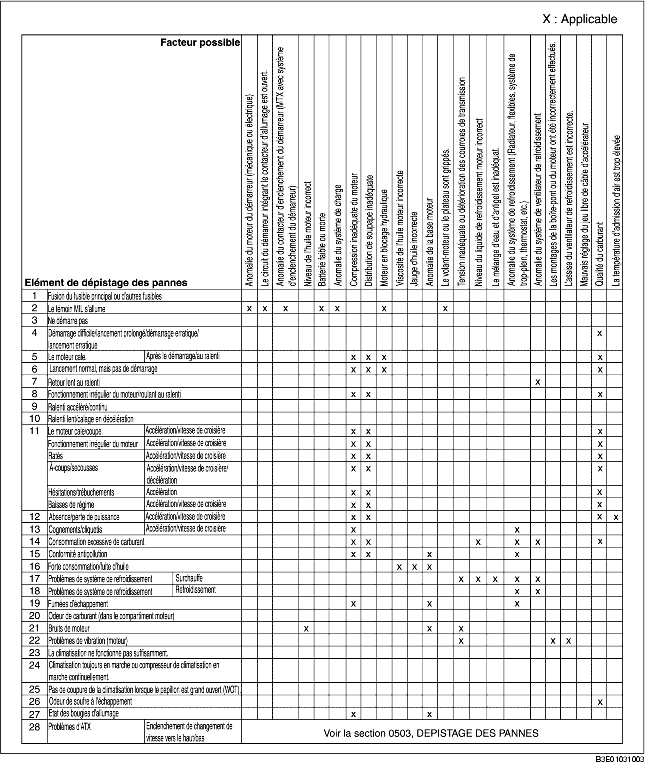 X : Applicable
Facteur possible
Elément de dépistage des pannes
Anomalie du moteur du démarreur (mécanique ou électrique)
Le circuit du démarreur intégrant le contacteur d'allumage est ouvert.
Anomalie du contacteur d'enclenchement du démarreur (MTX avec système
d'enclenchement du démarreur)
Niveau de l'huile moteur incorrect
Batterie faible ou morte
Anomalie du système de charge
Compression inadéquate du moteur
Distribution de soupape inadéquate
Moteur en blocage hydraulique
Viscosité de l'huile moteur incorrecte
Jauge d'huile incorrecte
Anomalie de la base moteur
Le volant-moteur ou le plateau sont grippés.
Tension inadéquate ou détérioration des courroies de transmission
Niveau du liquide de refroidissement moteur incorrect
Le mélange d'eau et d'antigel est inadéquat.
Anomalie du système de refroidissement (Radiateur, flexibles, système de
trop-plein, thermostat, etc.)
Anomalie du système de ventilateur de refroidissement
Les montages de la boîte-pont ou du moteur ont été incorrectement effectués.
L'assise du ventilateur de refroidissement est incorrecte.
Mauvais réglage du jeu libre de câble d'accélérateur
Qualité du carburant
La température d'admission d'air est trop élevée
1 Fusion du fusible principal ou d'autres fusibles
2 Le témoin MIL s'allume X X X X X X X
3 Ne démarre pas
4 Démarrage difficile/lancement prolongé/démarrage erratique/
lancement erratique X
5 Le moteur cale. Après le démarrage/au ralenti X X X X
6 Lancement normal, mais pas de démarrage X X X X
7 Retour lent au ralenti X
8 Fonctionnement irrégulier du moteur/roulant au ralenti X X X
9 Ralenti accéléré/continu
10 Ralenti lent/calage en décélération
11 Le moteur cale/coupe. Accélération/vitesse de croisière X X X
Fonctionnement irrégulier du moteur Accélération/vitesse de croisière X X X
Ratés Accélération/vitesse de croisière X X X
A-coups/secousses Accélération/vitesse de croisière/
décélération X X X
Hésitations/trébuchements Accélération X X X
Baisses de régime Accélération/vitesse de croisière X X X
12 Absence/perte de puissance Accélération/vitesse de croisière X X X X
13 Cognements/cliquetis Accélération/vitesse de croisière X X
14 Consommation excessive de carburant X X X X X X
15 Conformité antipollution X X X X
16 Forte consommation/fuite d'huile X X X
17 Problèmes de système de refroidissement Surchauffe X X X X X
18 Problèmes de système de refroidissement Refroidissement X X
19 Fumées d'échappement X X X
20 Odeur de carburant (dans le compartiment moteur)
21 Bruits de moteur X X X
22 Problèmes de vibration (moteur) X X X
23 La climatisation ne fonctionne pas suffisamment.
24 Climatisation toujours en marche ou compresseur de climatisation en
marche continuellement.
25 Pas de coupure de la climatisation lorsque le papillon est grand ouvert (WOT).
26 Odeur de soufre à l'échappement X
27 Etat des bougies d'allumage X X
28 Problèmes d'ATX Enclenchement de changement de
vitesse vers le haut/bas
Voir la section 0503, DEPISTAGE DES PANNES
B3E01031003